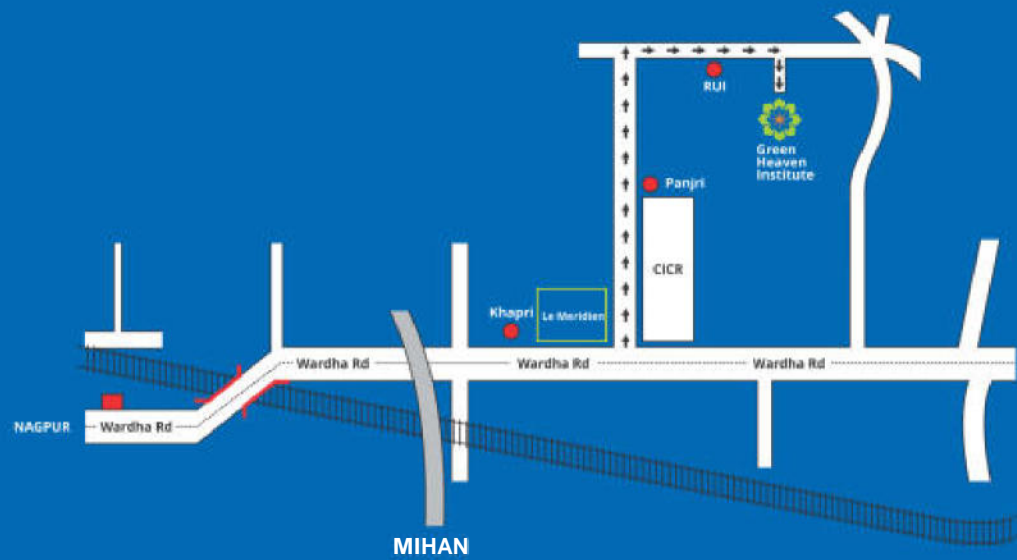 RUI
Green
Heaven
Institute
Panjri
CICR
Khapri
Le Meridien
Wardha Rd
Wardha Rd
Wardha Rd
NAGPUR
Wardha Rd
MIHAN